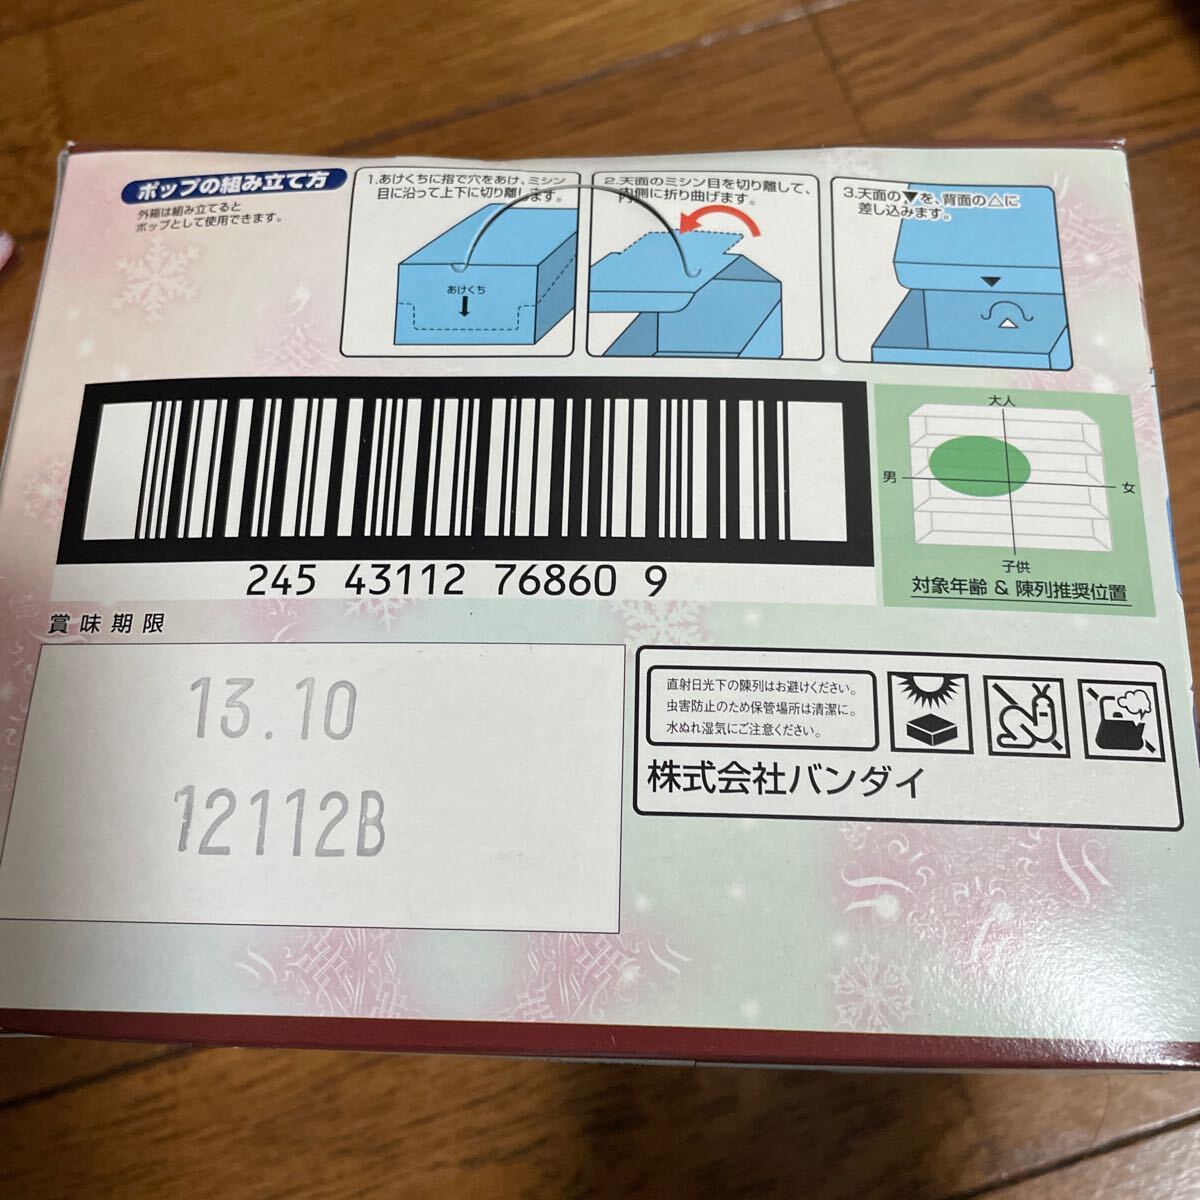 ポップの組み立て方
外箱は組み立てると
ポップとして使用できます。
1.あけくちに指で穴をあけ、ミシン
目に沿って上下に切り離します。
あけくち
2.天面のミシン目を切り離して、
内側に折り曲げます。
3.天面の▼を、背面の△に
差し込みます。
245 43112 76860 9
大人
男
女
子供
対象年齢 & 陳列推奨位置
賞味期限
13.10
12112B
直射日光下の陳列はお避けください。
虫害防止のため保管場所は清潔に。
水ぬれ湿気にご注意ください。
株式会社バンダイ